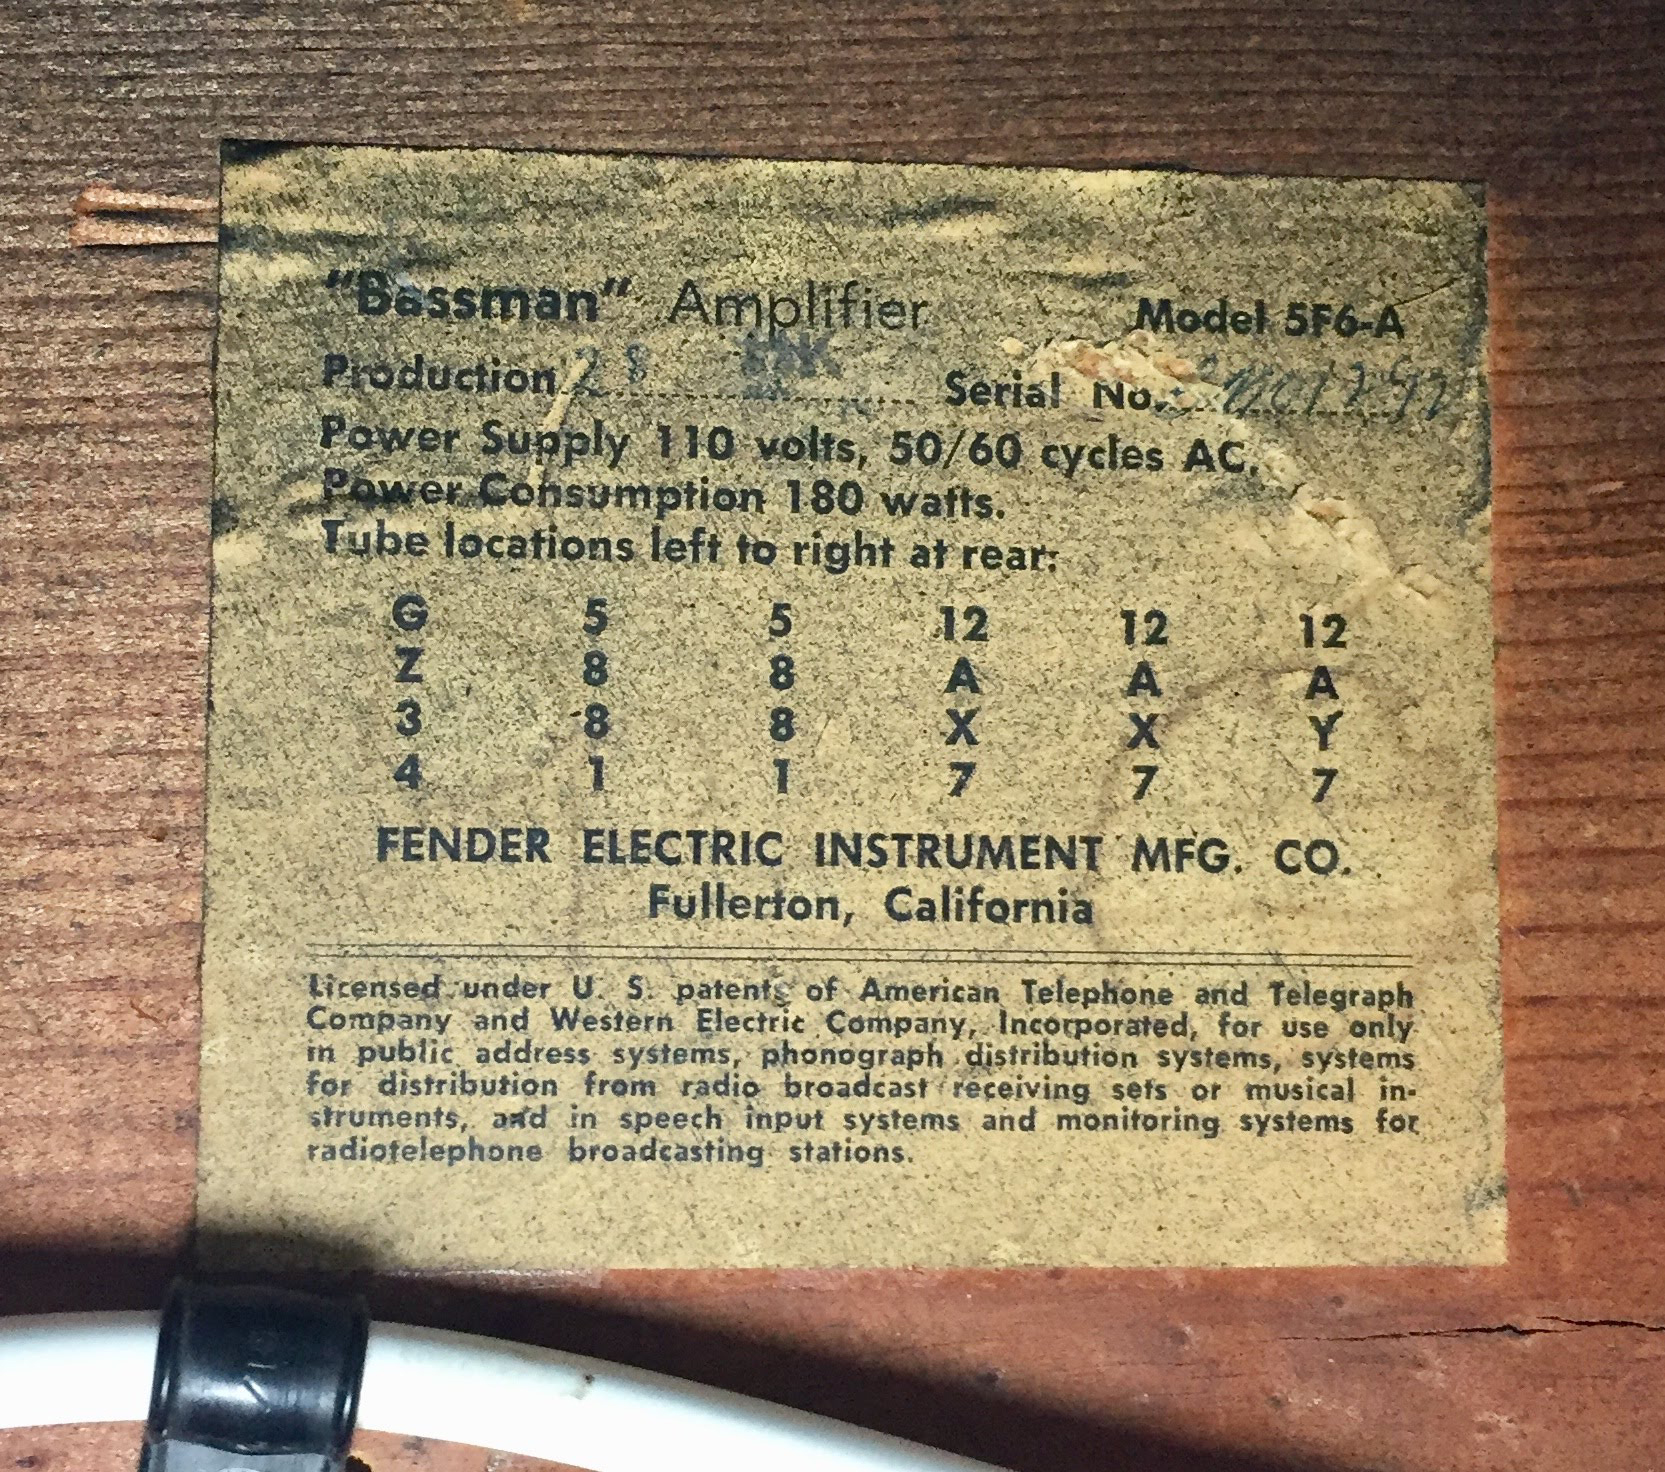 "Bassman" Amplifier Model 5F6-A
Production 28 Serial No.
Power Supply 110 volts, 50/60 cycles AC.
Power Consumption 180 watts.
Tube locations left to right at rear:
G 5 5 12 12 12
Z 8 8 A A A
3 8 8 X X Y
4 1 1 7 7 7
FENDER ELECTRIC INSTRUMENT MFG. CO.
Fullerton, California
Licensed under U. S. patents of American Telephone and Telegraph
Company and Western Electric Company, Incorporated, for use only
in public address systems, phonograph distribution systems, systems
for distribution from radio broadcast receiving sets or musical in-
struments, and in speech input systems and monitoring systems for
radiotelephone broadcasting stations.